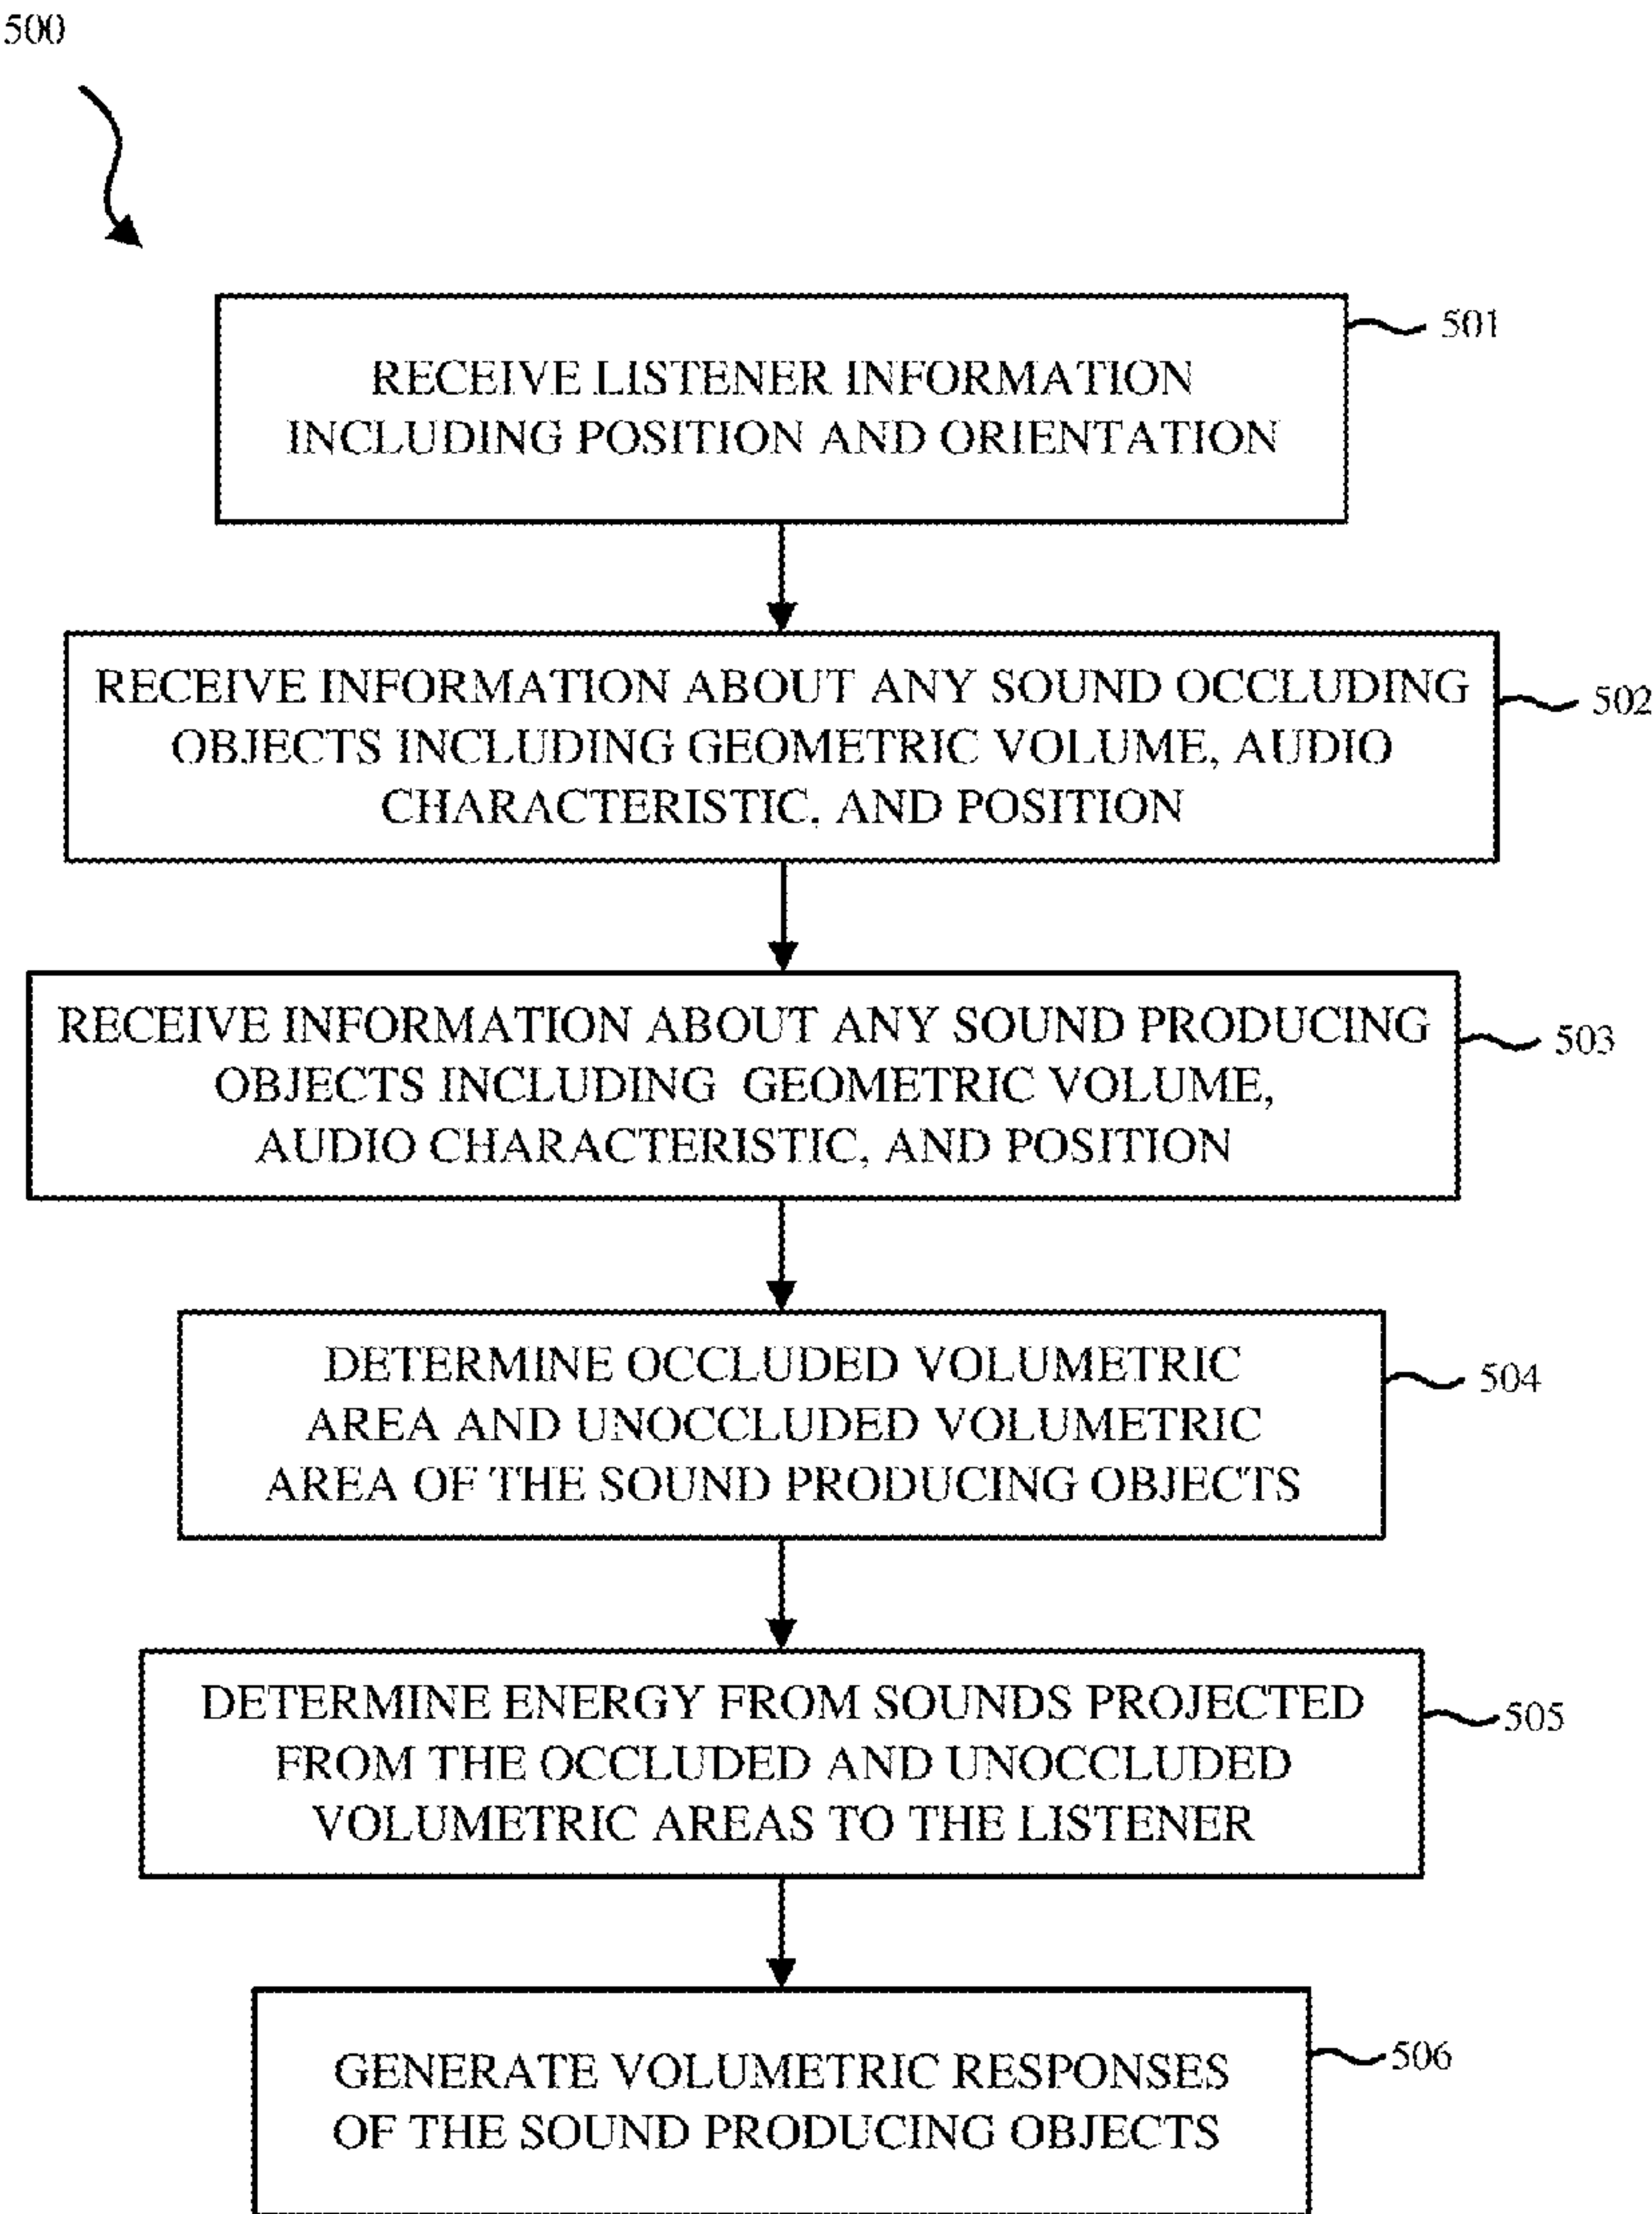 500
RECEIVE LISTENER INFORMATION
INCLUDING POSITION AND ORIENTATION
501
RECEIVE INFORMATION ABOUT ANY SOUND OCCLUDING
OBJECTS INCLUDING GEOMETRIC VOLUME, AUDIO
CHARACTERISTIC, AND POSITION
502
RECEIVE INFORMATION ABOUT ANY SOUND PRODUCING
OBJECTS INCLUDING GEOMETRIC VOLUME,
AUDIO CHARACTERISTIC, AND POSITION
503
DETERMINE OCCLUDED VOLUMETRIC
AREA AND UNOCCLUDED VOLUMETRIC
AREA OF THE SOUND PRODUCING OBJECTS
504
DETERMINE ENERGY FROM SOUNDS PROJECTED
FROM THE OCCLUDED AND UNOCCLUDED
VOLUMETRIC AREAS TO THE LISTENER
505
GENERATE VOLUMETRIC RESPONSES
OF THE SOUND PRODUCING OBJECTS
506